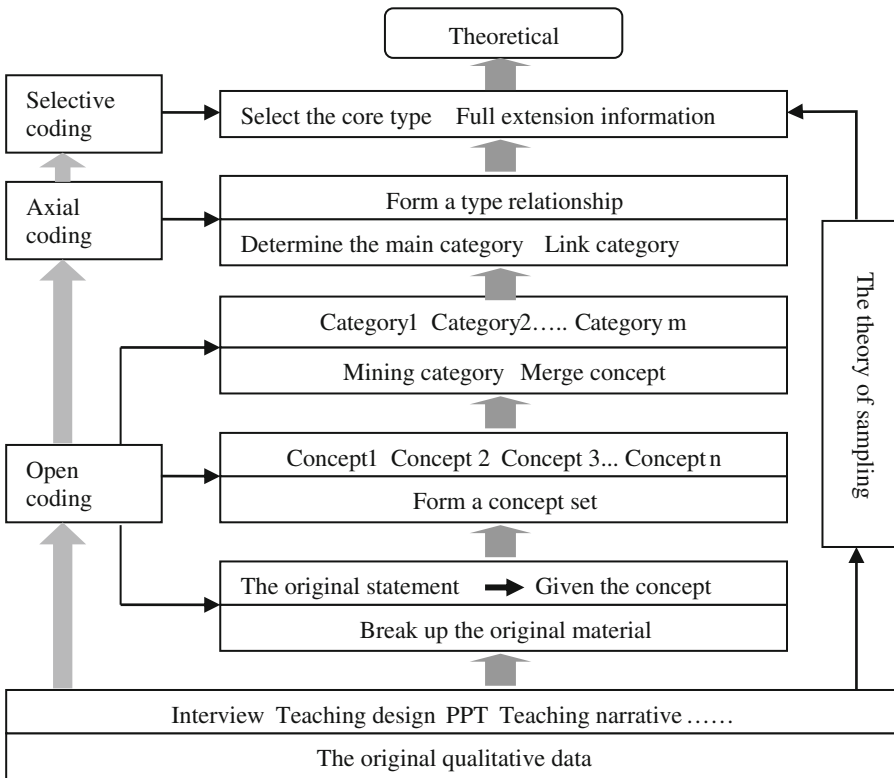 Theoretical
Selective
coding
Select the core type Full extension information
Axial
coding
Form a type relationship
Determine the main category Link category
The theory of sampling
Category1 Category2….. Category m
Mining category Merge concept
Open
coding
Concept1 Concept 2 Concept 3... Concept n
Form a concept set
The original statement Given the concept
Break up the original material
Interview Teaching design PPT Teaching narrative ……
The original qualitative data